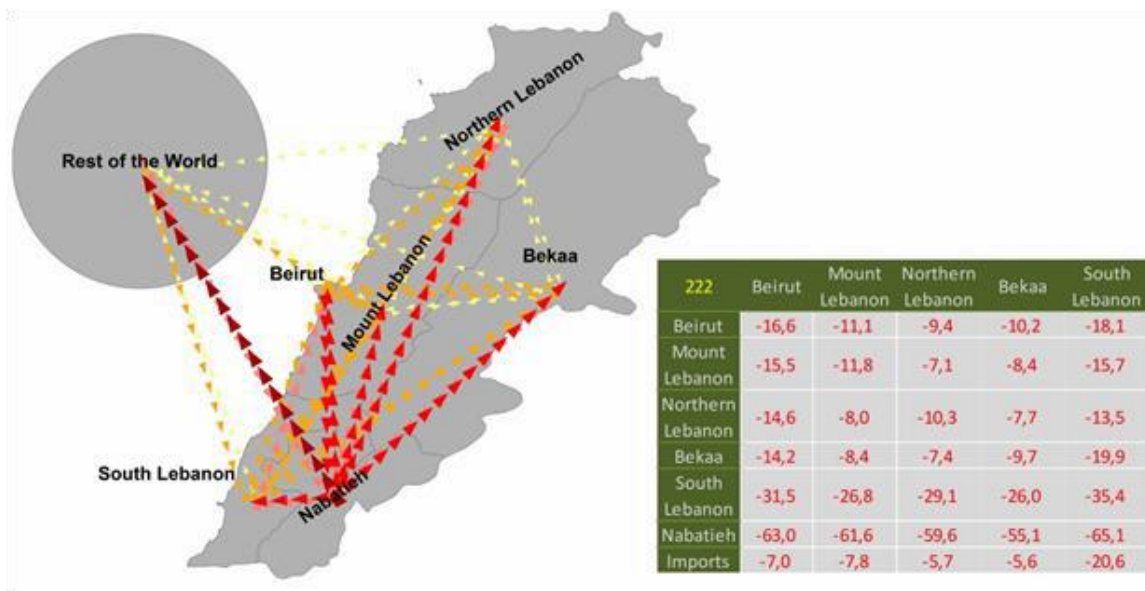 Northern Lebanon
Rest of the World
Bekaa
Beirut
Mount Lebanon
South Lebanon
Nabatieh
222 Beirut Mount Lebanon Northern Lebanon Bekaa South Lebanon
Beirut -16,6 -11,1 -9,4 -10,2 -18,1
Mount Lebanon -15,5 -11,8 -7,1 -8,4 -15,7
Northern Lebanon -14,6 -8,0 -10,3 -7,7 -13,5
Bekaa -14,2 -8,4 -7,4 -9,7 -19,9
South Lebanon -31,5 -26,8 -29,1 -26,0 -35,4
Nabatieh -63,0 -61,6 -59,6 -55,1 -65,1
Imports -7,0 -7,8 -5,7 -5,6 -20,6